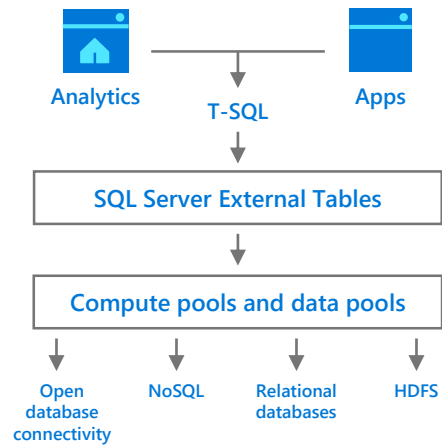 Analytics
Apps
T-SQL
SQL Server External Tables
Compute pools and data pools
Open
database
connectivity
NoSQL
Relational
databases
HDFS